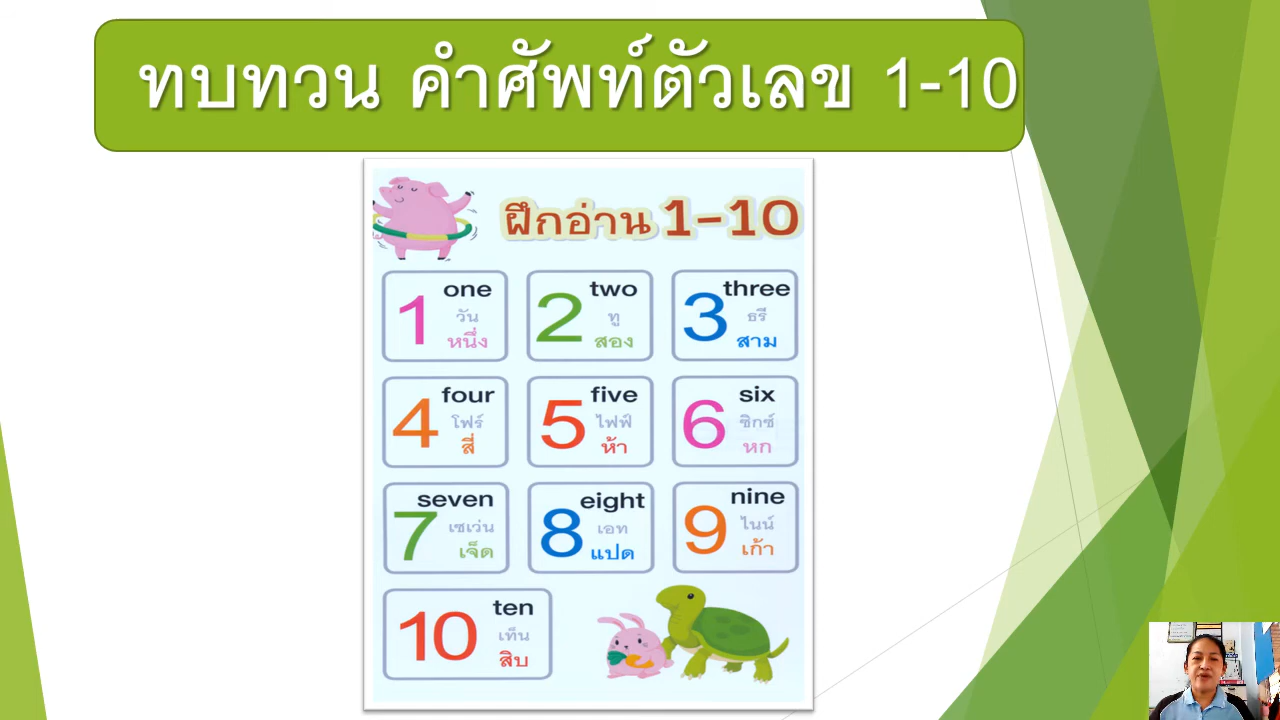 ทบทวน คำศัพท์ตัวเลข 1-10
ฝึกอ่าน 1-10
1 one
วัน
หนึ่ง
2 two
ทู
สอง
3 three
ธรี
สาม
4 four
โฟร์
สี่
5 five
ไฟฟ์
ห้า
6 six
ซิกซ์
หก
7 seven
เซเว่น
เจ็ด
8 eight
เอท
แปด
9 nine
ไนน์
เก้า
10 ten
เท็น
สิบ